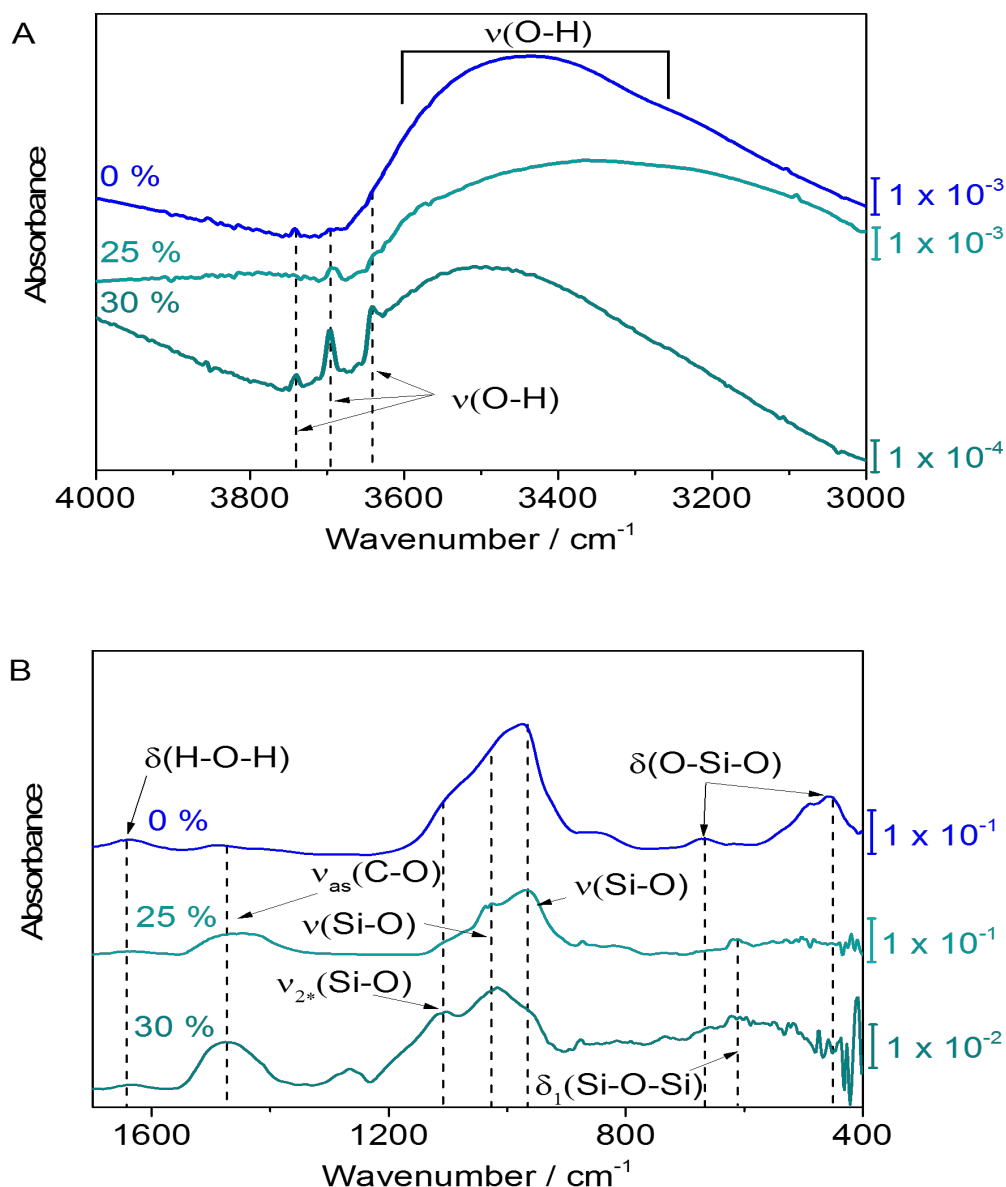 A
ν(O-H)
Absorbance
0 %
1 x 10⁻³
25 %
1 x 10⁻³
30 %
ν(O-H)
1 x 10⁻⁴
4000 3800 3600 3400 3200 3000
Wavenumber / cm⁻¹
B
Absorbance
δ(H-O-H)
δ(O-Si-O)
0 %
1 x 10⁻¹
νas(C-O)
ν(Si-O)
25 %
ν(Si-O)
1 x 10⁻¹
ν2*(Si-O)
30 %
1 x 10⁻²
δ1(Si-O-Si)
1600 1200 800 400
Wavenumber / cm⁻¹